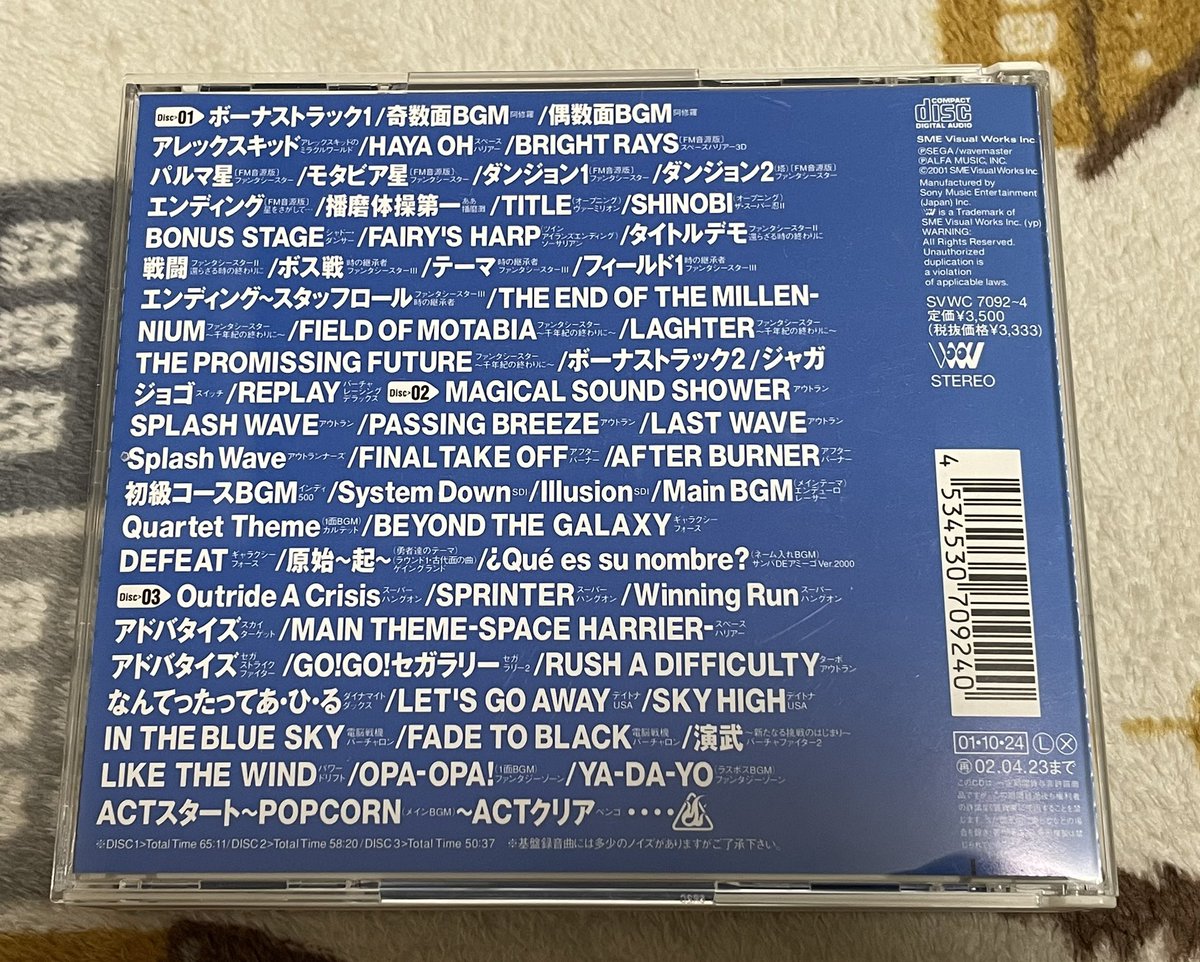 Disc>01 ボーナストラック1/奇数面BGM 阿修羅 /偶数面BGM 阿修羅
アレックスキッド アレックスキッドのミラクルワールド /HAYA OH スペースハリアー /BRIGHT RAYS 〔FM音源版〕スペースハリアー3D
パルマ星 〔FM音源版〕ファンタシースター /モタビア星 〔FM音源版〕ファンタシースター /ダンジョン1 〔FM音源版〕ファンタシースター /ダンジョン2 (塔)〔FM音源版〕ファンタシースター
エンディング 〔FM音源版〕星をさがして… /播磨体操第一 ああ播磨灘 /TITLE (オープニング)ヴァーミリオン /SHINOBI (オープニング)ザ・スーパー忍II
BONUS STAGE シャドー・ダンサー /FAIRY'S HARP (ツインアイランズエンディング)ソーサリアン /タイトルデモ ファンタシースターII 還らざる時の終わりに
戦闘 ファンタシースターII 還らざる時の終わりに /ボス戦 時の継承者 ファンタシースターIII /テーマ 時の継承者 ファンタシースターIII /フィールド1 時の継承者 ファンタシースターIII
エンディング~スタッフロール ファンタシースターIII 時の継承者 /THE END OF THE MILLEN-
NIUM ファンタシースター ~千年紀の終わりに~ /FIELD OF MOTABIA ファンタシースター ~千年紀の終わりに~ /LAGHTER ファンタシースター ~千年紀の終わりに~
THE PROMISSING FUTURE ファンタシースター ~千年紀の終わりに~ /ボーナストラック2/ジャガ
ジョゴ スイッチ /REPLAY バーチャレーシングデラックス Disc>02 MAGICAL SOUND SHOWER アウトラン
SPLASH WAVE アウトラン /PASSING BREEZE アウトラン /LAST WAVE アウトラン
Splash Wave アウトランナーズ /FINAL TAKE OFF アフターバーナー /AFTER BURNER アフターバーナー
初級コースBGM インディ500 /System Down SDI /Illusion SDI /Main BGM (メインテーマ)エンデューロレーサー
Quartet Theme (1面BGM)カルテット /BEYOND THE GALAXY ギャラクシーフォース
DEFEAT ギャラクシーフォース /原始~起~ (勇者達のテーマ)(ラウンド1・古代面の曲)ゲイングランド /¿Qué es su nombre? (ネーム入れBGM)サンバDEアミーゴ Ver.2000
Disc>03 Outride A Crisis スーパーハングオン /SPRINTER スーパーハングオン /Winning Run スーパーハングオン
アドバタイズ スカイターゲット /MAIN THEME-SPACE HARRIER- スペースハリアー
アドバタイズ セガストライクファイター /GO!GO!セガラリー セガラリー2 /RUSH A DIFFICULTY ターボアウトラン
なんてったってあ・ひ・る ダイナマイトダックス /LET'S GO AWAY デイトナUSA /SKY HIGH デイトナUSA
IN THE BLUE SKY 電脳戦機バーチャロン /FADE TO BLACK 電脳戦機バーチャロン /演武 ~新たなる挑戦のはじまり~ バーチャファイター2
LIKE THE WIND パワードリフト /OPA-OPA! (1面BGM)ファンタジーゾーン /YA-DA-YO (ラスボスBGM)ファンタジーゾーン
ACTスタート~POPCORN (メインBGM) ~ACTクリア ペンゴ ····
※DISC1>Total Time 65:11/DISC2>Total Time 58:20/DISC3>Total Time 50:37 ※基盤録音曲には多少のノイズがありますがご了承下さい。
COMPACT
disc
DIGITAL AUDIO
SME Visual Works Inc.
Ⓟ SEGA/wavemaster
Ⓟ ALFA MUSIC, INC.
© 2001 SME Visual Works Inc.
Manufactured by
Sony Music Entertainment
(Japan) Inc.
is a Trademark of
SME Visual Works Inc. (yp)
WARNING:
All Rights Reserved.
Unauthorized
duplication is
a violation
of applicable laws.
SVWC 7092~4
定価¥3,500
(税抜価格¥3,333)
STEREO
4 534530 709240
01・10・24 Ⓛ Ⓧ
再 02.04.23まで